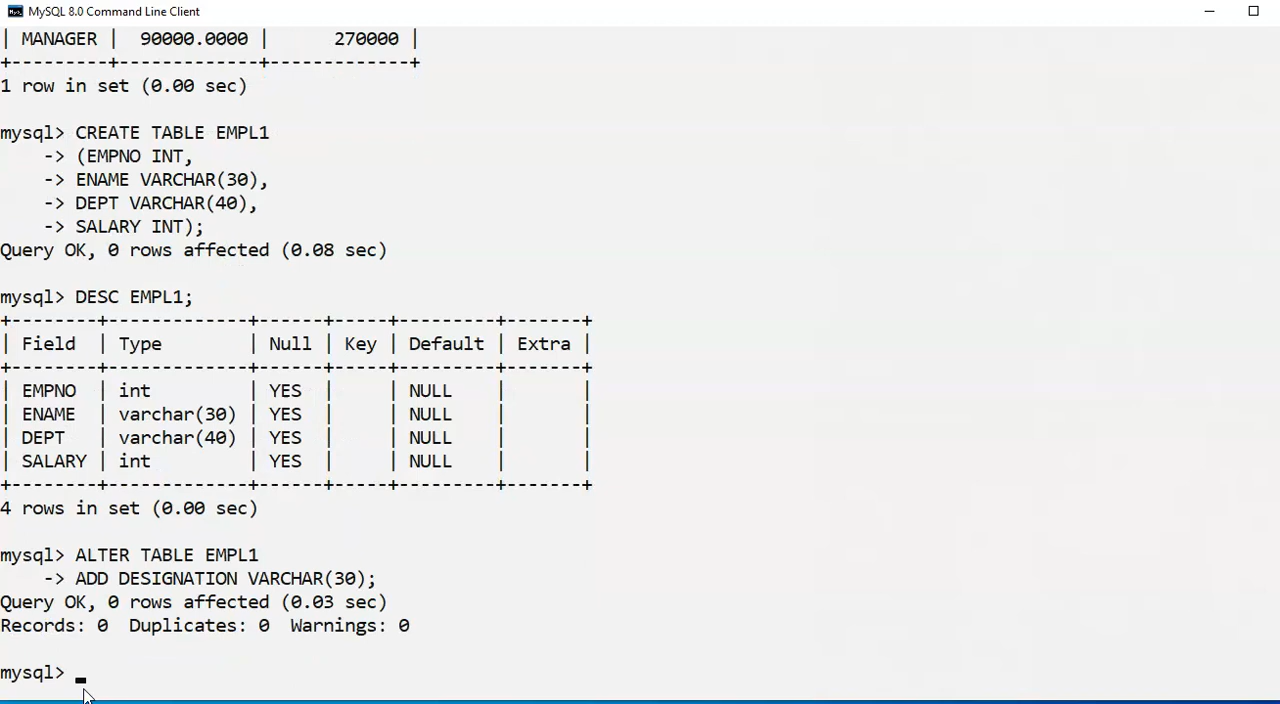 MySQL 8.0 Command Line Client
| MANAGER |  90000.0000 |      270000 |
+---------+-------------+-------------+
1 row in set (0.00 sec)
mysql> CREATE TABLE EMPL1
    -> (EMPNO INT,
    -> ENAME VARCHAR(30),
    -> DEPT VARCHAR(40),
    -> SALARY INT);
Query OK, 0 rows affected (0.08 sec)
mysql> DESC EMPL1;
+--------+-------------+------+-----+---------+-------+
| Field  | Type        | Null | Key | Default | Extra |
+--------+-------------+------+-----+---------+-------+
| EMPNO  | int         | YES  |     | NULL    |       |
| ENAME  | varchar(30) | YES  |     | NULL    |       |
| DEPT   | varchar(40) | YES  |     | NULL    |       |
| SALARY | int         | YES  |     | NULL    |       |
+--------+-------------+------+-----+---------+-------+
4 rows in set (0.00 sec)
mysql> ALTER TABLE EMPL1
    -> ADD DESIGNATION VARCHAR(30);
Query OK, 0 rows affected (0.03 sec)
Records: 0  Duplicates: 0  Warnings: 0
mysql>